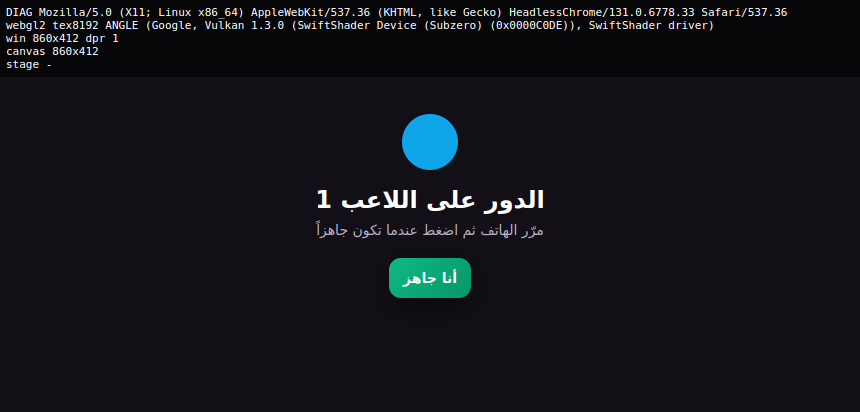 DIAG Mozilla/5.0 (X11; Linux x86_64) AppleWebKit/537.36 (KHTML, like Gecko) HeadlessChrome/131.0.6778.33 Safari/537.36
webgl2 tex8192 ANGLE (Google, Vulkan 1.3.0 (SwiftShader Device (Subzero) (0x0000C0DE)), SwiftShader driver)
win 860x412 dpr 1
canvas 860x412
stage -
الدور على اللاعب 1
مرّر الهاتف ثم اضغط عندما تكون جاهزاً
أنا جاهز